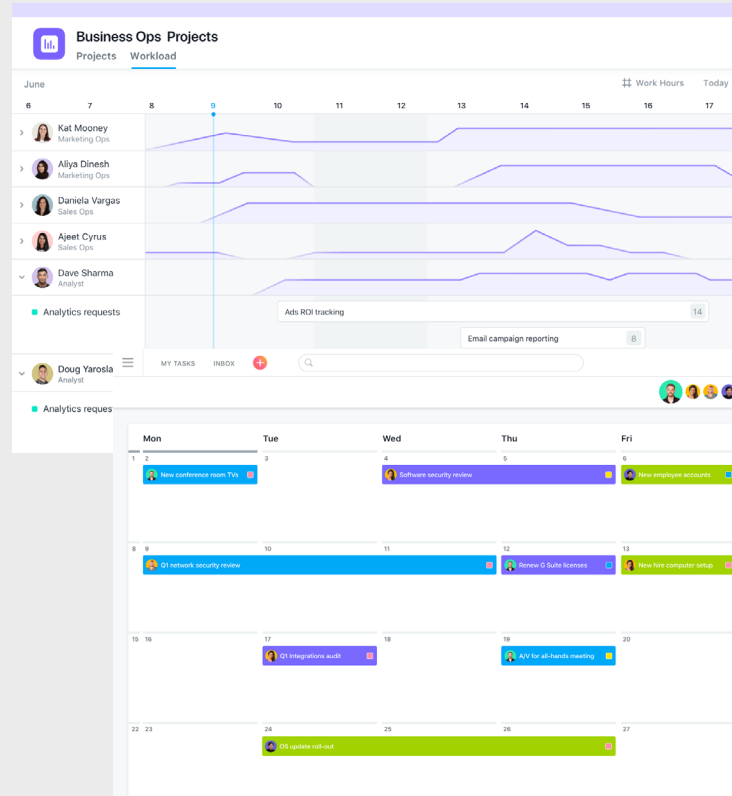 Business Ops Projects
Projects Workload
June
Work Hours Today
6 7 8 9 10 11 12 13 14 15 16 17
Kat Mooney
Marketing Ops
Aliya Dinesh
Marketing Ops
Daniela Vargas
Sales Ops
Ajeet Cyrus
Sales Ops
Dave Sharma
Analyst
Analytics requests
Ads ROI tracking 14
Email campaign reporting 8
Doug Yarosla
Analyst
Analytics reques
MY TASKS INBOX
Mon Tue Wed Thu Fri
1 2 3 4 5 6
New conference room TVs
Software security review
New employee accounts
8 9 10 11 12 13
Q1 network security review
Renew G Suite licenses
New hire computer setup
15 16 17 18 19 20
Q1 Integrations audit
A/V for all-hands meeting
22 23 24 25 26 27
OS update roll-out